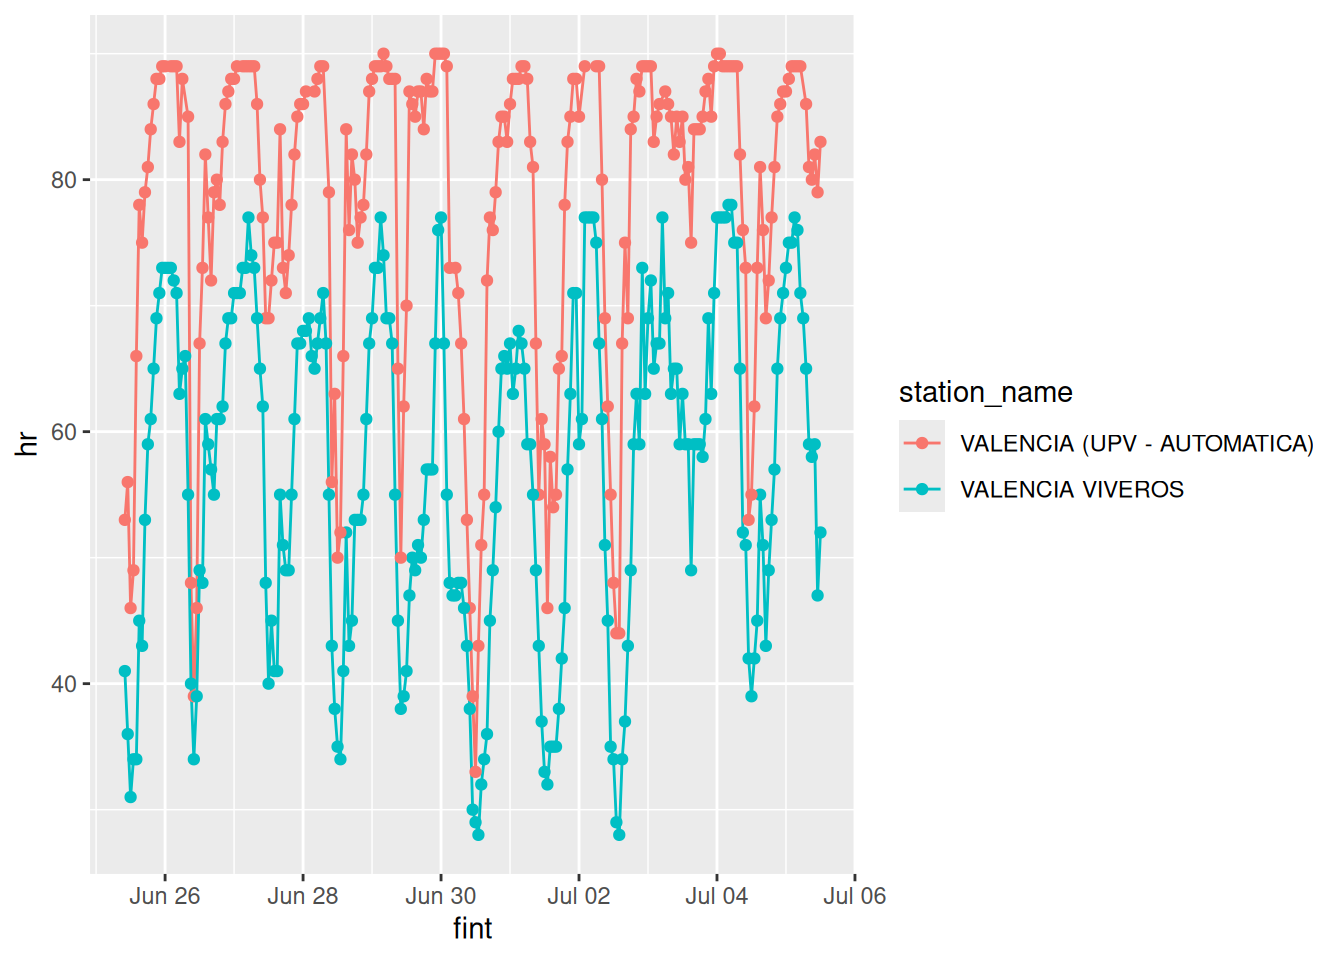 80
60
40
hr
Jun 26
Jun 28
Jun 30
Jul 02
Jul 04
Jul 06
fint
station_name
VALENCIA (UPV - AUTOMATICA)
VALENCIA VIVEROS